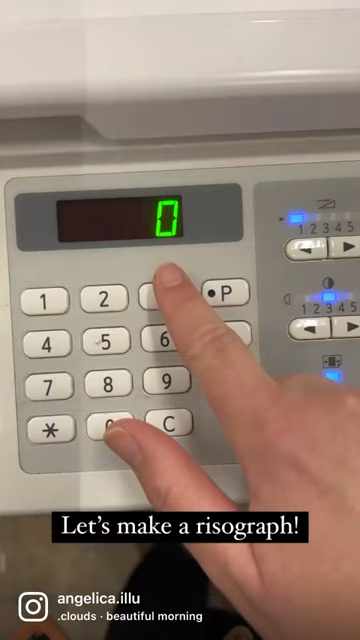 0
1 2 3 4 5
1 2 P
1 2 3 4 5
4 5 6
7 8 9
* 0 C
Let's make a risograph!
angelica.illu
.clouds · beautiful morning